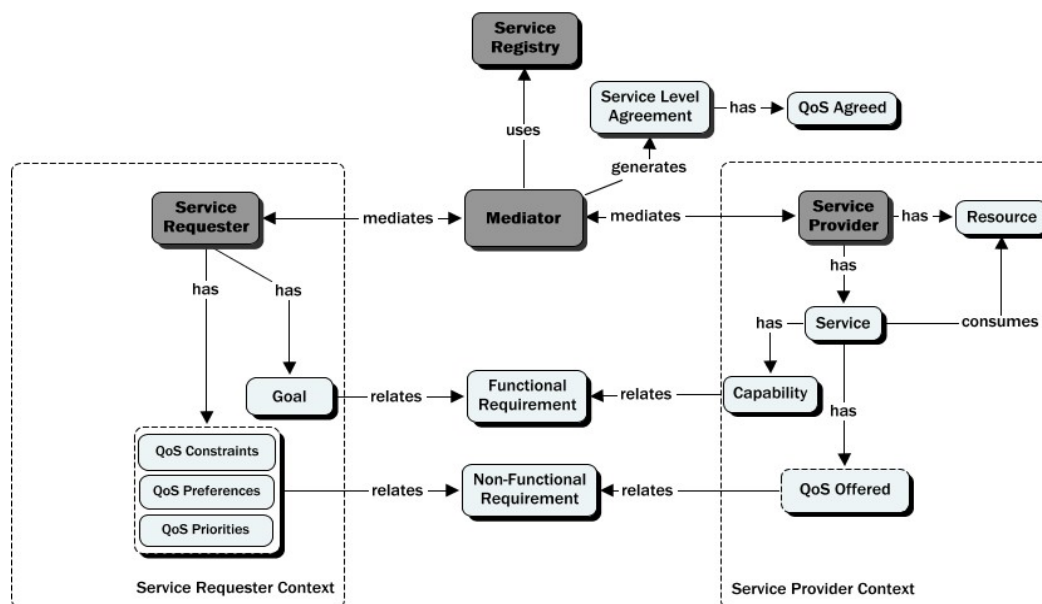 Service
Registry
Service Level
Agreement
has
QoS Agreed
uses
generates
Service
Requester
mediates
Mediator
mediates
Service
Provider
has
Resource
has
has
has
has
Service
consumes
Goal
relates
Functional
Requirement
relates
Capability
has
QoS Constraints
QoS Preferences
QoS Priorities
relates
Non-Functional
Requirement
relates
QoS Offered
Service Requester Context
Service Provider Context